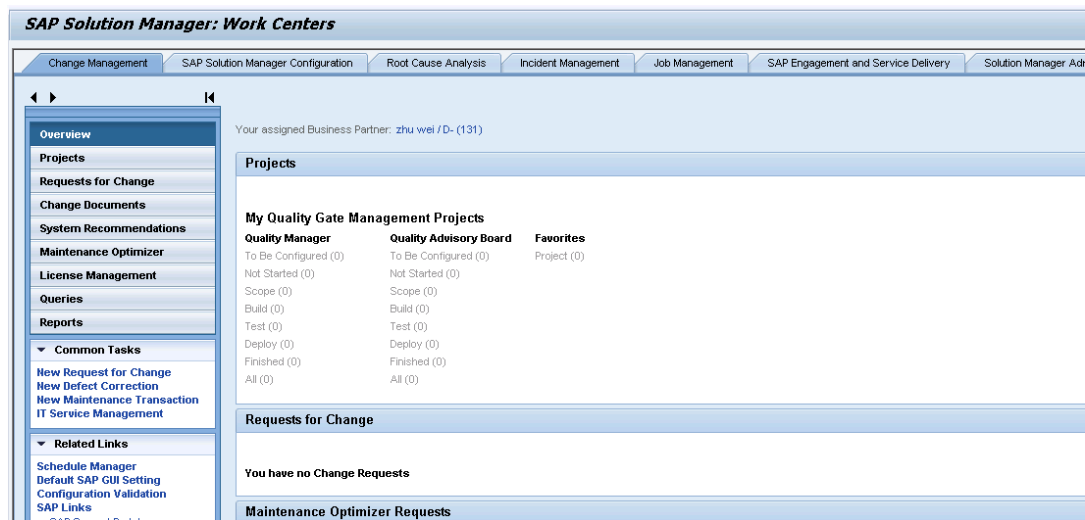 SAP Solution Manager: Work Centers
Change Management SAP Solution Manager Configuration Root Cause Analysis Incident Management Job Management SAP Engagement and Service Delivery Solution Manager Adr
Overview
Projects
Requests for Change
Change Documents
System Recommendations
Maintenance Optimizer
License Management
Queries
Reports
Common Tasks
New Request for Change
New Defect Correction
New Maintenance Transaction
IT Service Management
Related Links
Schedule Manager
Default SAP GUI Setting
Configuration Validation
SAP Links
Your assigned Business Partner: zhu wei / D- (131)
Projects
My Quality Gate Management Projects
Quality Manager Quality Advisory Board Favorites
To Be Configured (0) To Be Configured (0) Project (0)
Not Started (0) Not Started (0)
Scope (0) Scope (0)
Build (0) Build (0)
Test (0) Test (0)
Deploy (0) Deploy (0)
Finished (0) Finished (0)
All (0) All (0)
Requests for Change
You have no Change Requests
Maintenance Optimizer Requests